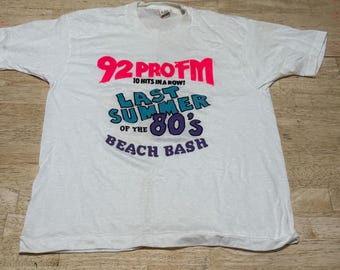 92 PRO-FM
10 HITS IN A ROW!
LAST
SUMMER
OF THE 80's
BEACH BASH